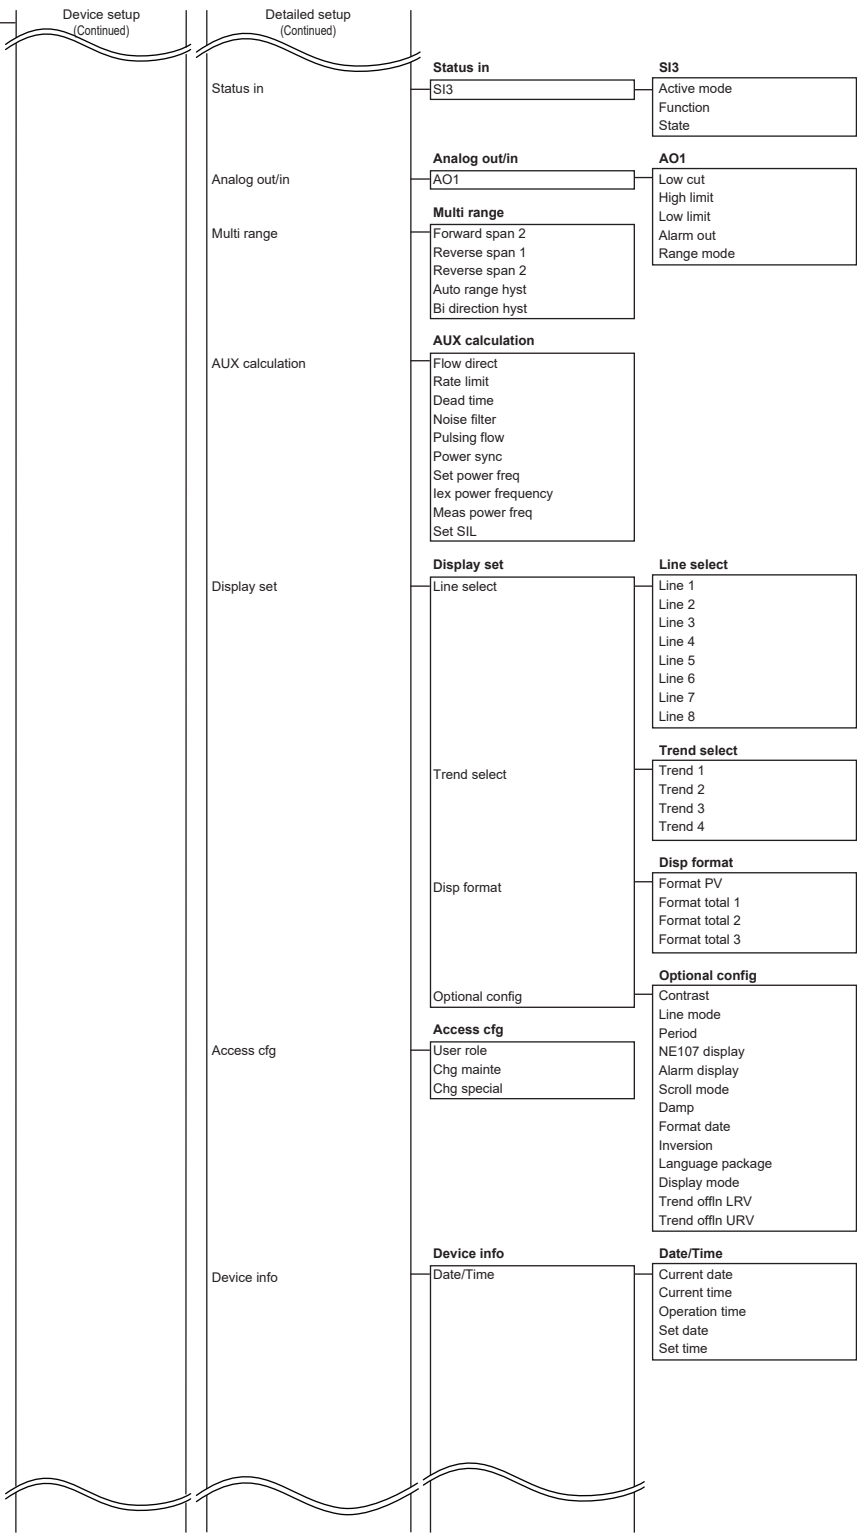 Device setup
(Continued)
Detailed setup
(Continued)
Status in
Status in
SI3
SI3
Active mode
Function
State
Analog out/in
Analog out/in
AO1
AO1
Low cut
High limit
Low limit
Alarm out
Range mode
Multi range
Multi range
Forward span 2
Reverse span 1
Reverse span 2
Auto range hyst
Bi direction hyst
AUX calculation
AUX calculation
Flow direct
Rate limit
Dead time
Noise filter
Pulsing flow
Power sync
Set power freq
Iex power frequency
Meas power freq
Set SIL
Display set
Display set
Line select
Line select
Line 1
Line 2
Line 3
Line 4
Line 5
Line 6
Line 7
Line 8
Trend select
Trend select
Trend 1
Trend 2
Trend 3
Trend 4
Disp format
Disp format
Format PV
Format total 1
Format total 2
Format total 3
Optional config
Optional config
Contrast
Line mode
Period
NE107 display
Alarm display
Scroll mode
Damp
Format date
Inversion
Language package
Display mode
Trend offln LRV
Trend offln URV
Access cfg
Access cfg
User role
Chg mainte
Chg special
Device info
Device info
Date/Time
Date/Time
Current date
Current time
Operation time
Set date
Set time